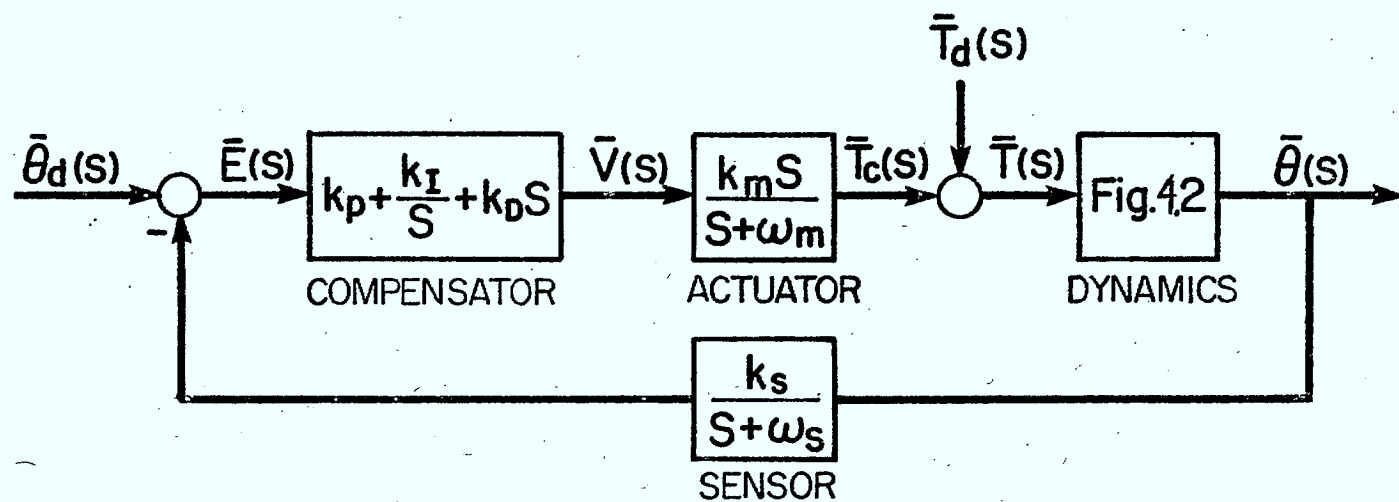 T̄d(S)
θ̄d(S)
Ē(S)
kp + kI/S + kDS
V̄(S)
kmS/(S+ωm)
T̄c(S)
T̄(S)
Fig.4.2
θ̄(S)
-
COMPENSATOR
ACTUATOR
DYNAMICS
ks/(S+ωs)
SENSOR